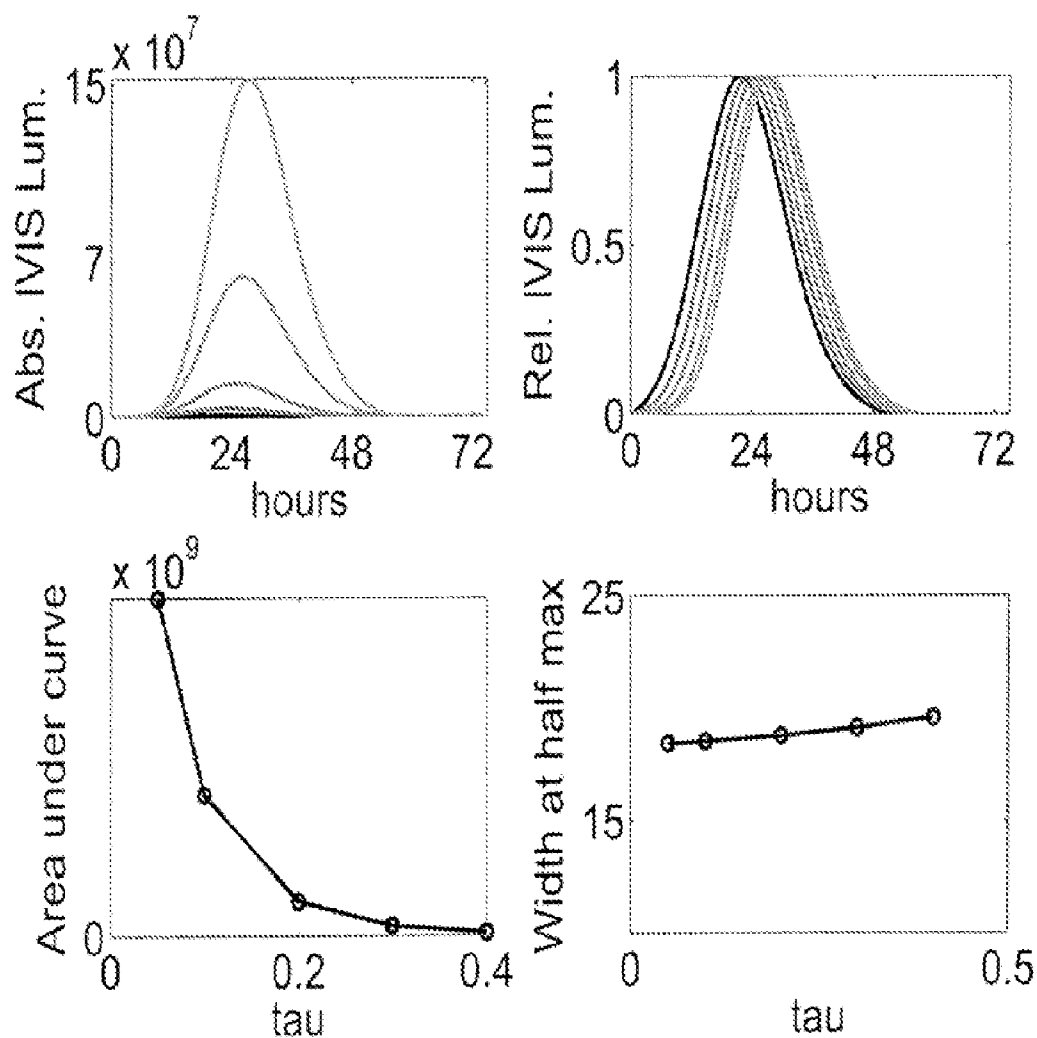 x 10^7
Abs. IVIS Lum.
15
7
0
0 24 48 72
hours
Rel. IVIS Lum.
1
0.5
0
0 24 48 72
hours
x 10^9
Area under curve
0
0 0.2 0.4
tau
Width at half max
25
15
0 0.5
tau